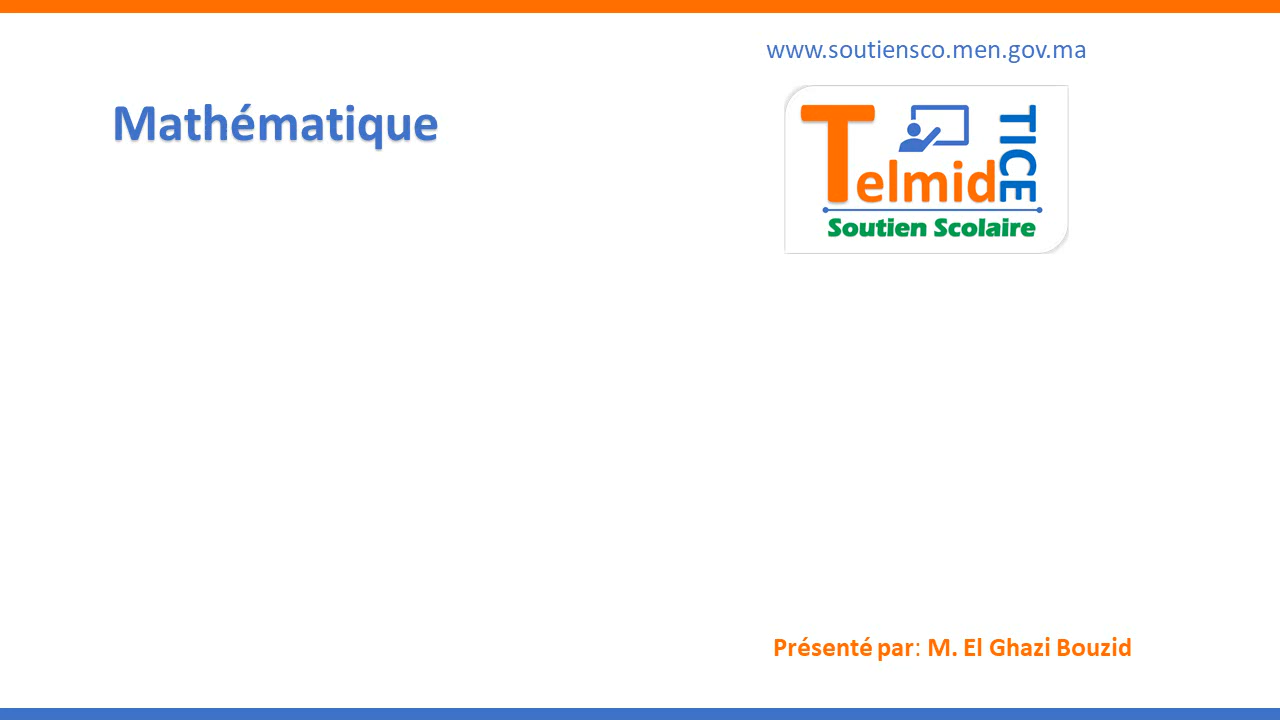 www.soutiensco.men.gov.ma
Mathématique
Telmid TICE
Soutien Scolaire
Présenté par: M. El Ghazi Bouzid